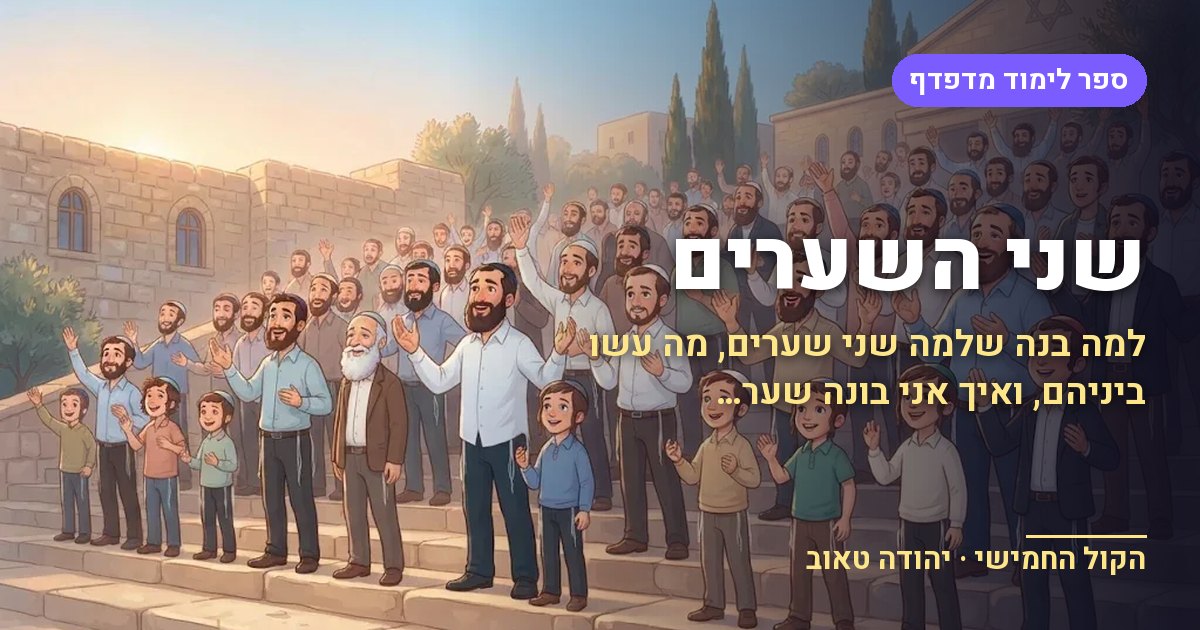 ספר לימוד מדפדף
שני השערים
למה בנה שלמה שני שערים, מה עשו
ביניהם, ואיך אני בונה שער...
הקול החמישי · יהודה טאוב